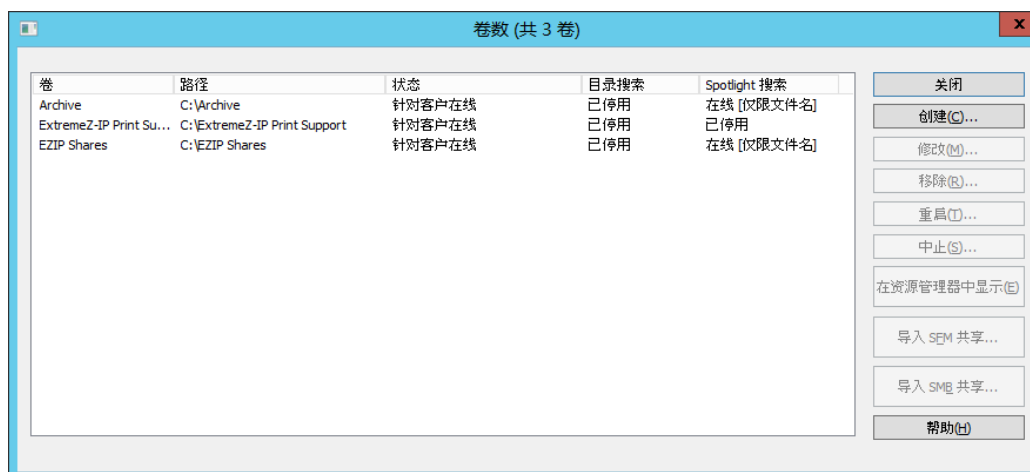 卷数 (共 3 卷)
x
卷 路径 状态 目录搜索 Spotlight 搜索
Archive C:\Archive 针对客户在线 已停用 在线 [仅限文件名]
ExtremeZ-IP Print Su... C:\ExtremeZ-IP Print Support 针对客户在线 已停用 已停用
EZIP Shares C:\EZIP Shares 针对客户在线 已停用 在线 [仅限文件名]
关闭
创建(C)...
修改(M)...
移除(R)...
重启(T)...
中止(S)...
在资源管理器中显示(E)
导入 SFM 共享...
导入 SMB 共享...
帮助(H)